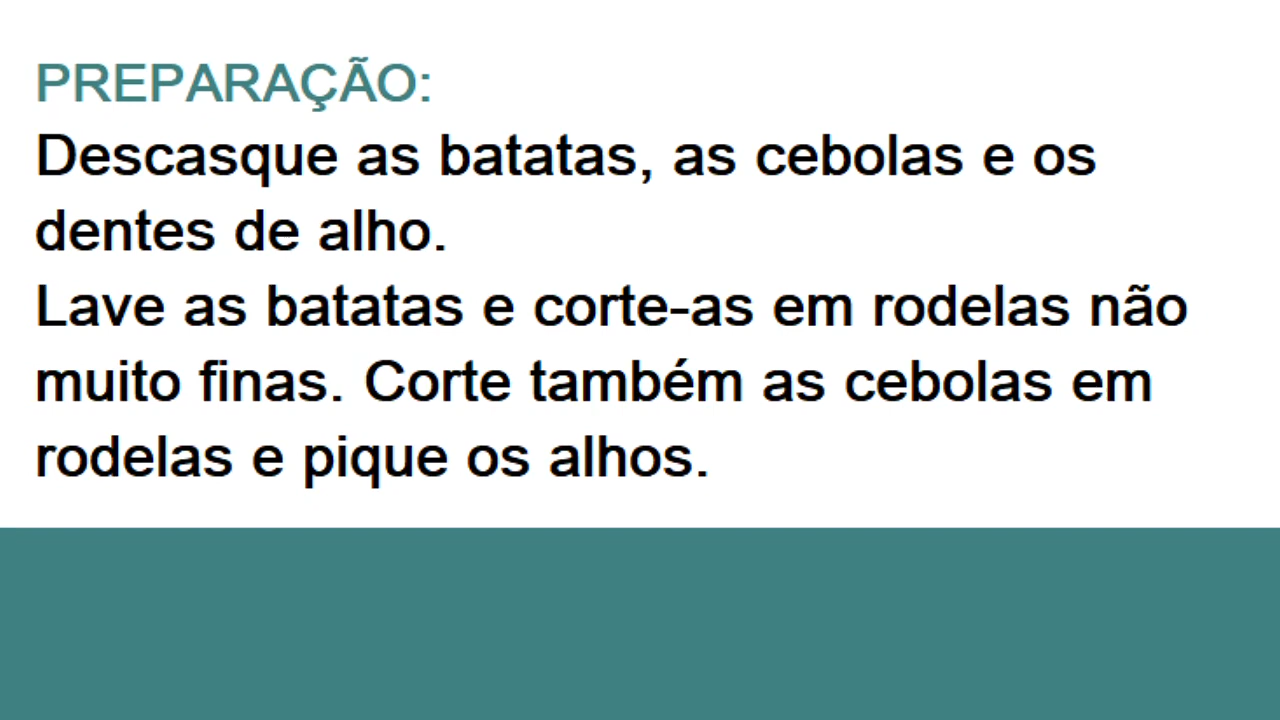 PREPARAÇÃO:
Descasque as batatas, as cebolas e os
dentes de alho.
Lave as batatas e corte-as em rodelas não
muito finas. Corte também as cebolas em
rodelas e pique os alhos.